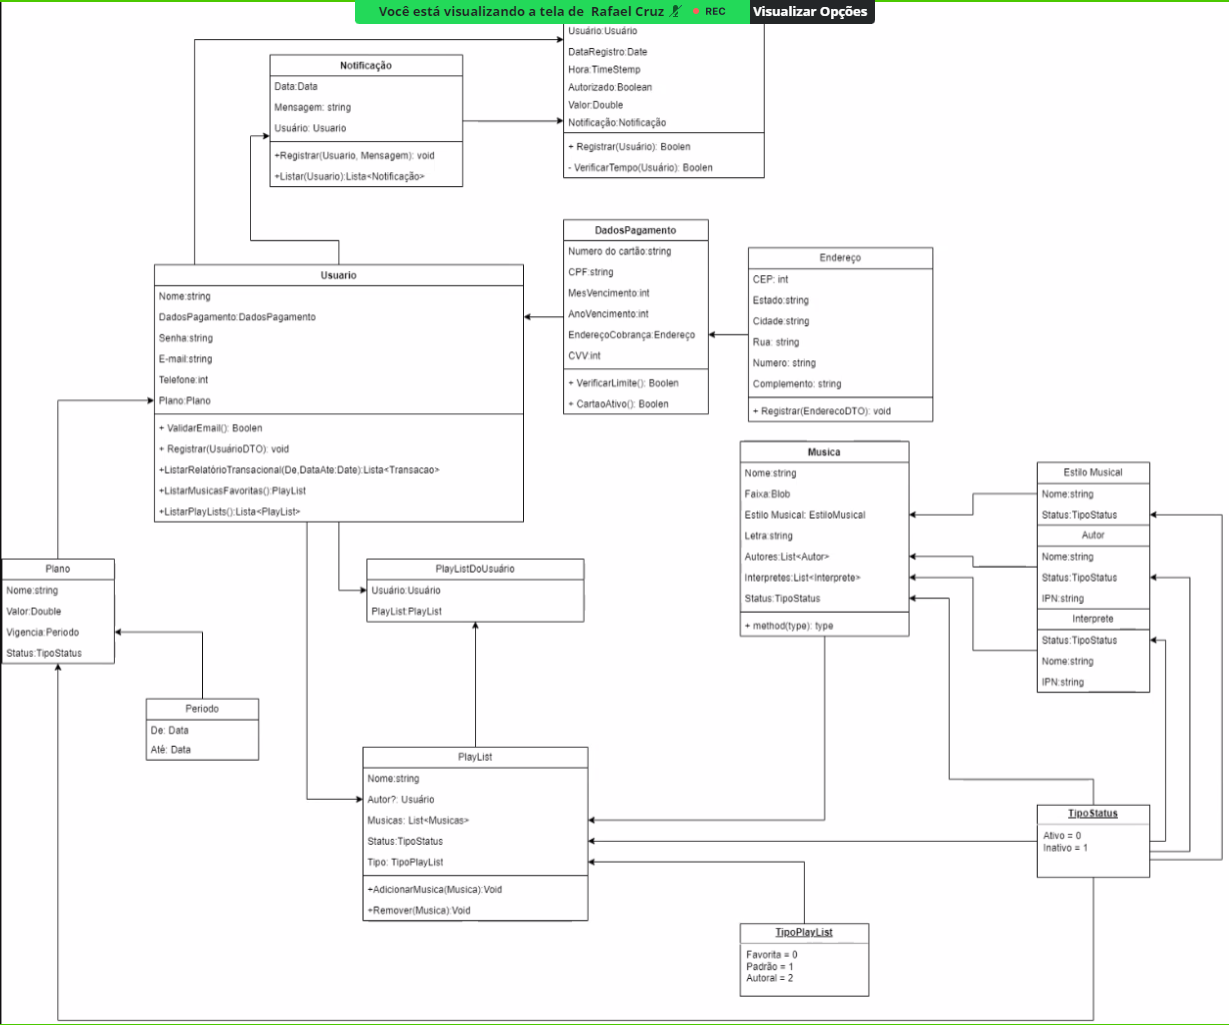 Você está visualizando a tela de Rafael Cruz REC Visualizar Opções
Usuário:Usuário
DataRegistro:Date
Hora:TimeStemp
Autorizado:Boolean
Valor:Double
Notificação:Notificação
+ Registrar(Usuário): Boolen
- VerificarTempo(Usuário): Boolen
Notificação
Data:Data
Mensagem: string
Usuário: Usuario
+Registrar(Usuario, Mensagem): void
+Listar(Usuario):Lista<Notificação>
DadosPagamento
Numero do cartão:string
CPF:string
MesVencimento:int
AnoVencimento:int
EndereçoCobrança:Endereço
CVV:int
+ VerificarLimite(): Boolen
+ CartaoAtivo(): Boolen
Endereço
CEP: int
Estado:string
Cidade:string
Rua: string
Numero: string
Complemento: string
+ Registrar(EnderecoDTO): void
Usuario
Nome:string
DadosPagamento:DadosPagamento
Senha:string
E-mail:string
Telefone:int
Plano:Plano
+ ValidarEmail(): Boolen
+ Registrar(UsuárioDTO): void
+ListarRelatórioTransacional(De,DataAte:Date):Lista<Transacao>
+ListarMusicasFavoritas():PlayList
+ListarPlayLists():Lista<PlayList>
Musica
Nome:string
Faixa:Blob
Estilo Musical: EstiloMusical
Letra:string
Autores:List<Autor>
Interpretes:List<Interprete>
Status:TipoStatus
+ method(type): type
Estilo Musical
Nome:string
Status:TipoStatus
Autor
Nome:string
Status:TipoStatus
IPN:string
Interprete
Status:TipoStatus
Nome:string
IPN:string
Plano
Nome:string
Valor:Double
Vigencia:Periodo
Status:TipoStatus
PlayListDoUsuário
Usuário:Usuário
PlayList:PlayList
Periodo
De: Data
Até: Data
PlayList
Nome:string
Autor?: Usuário
Musicas: List<Musicas>
Status:TipoStatus
Tipo: TipoPlayList
+AdicionarMusica(Musica):Void
+Remover(Musica):Void
TipoStatus
Ativo = 0
Inativo = 1
TipoPlayList
Favorita = 0
Padrão = 1
Autoral = 2